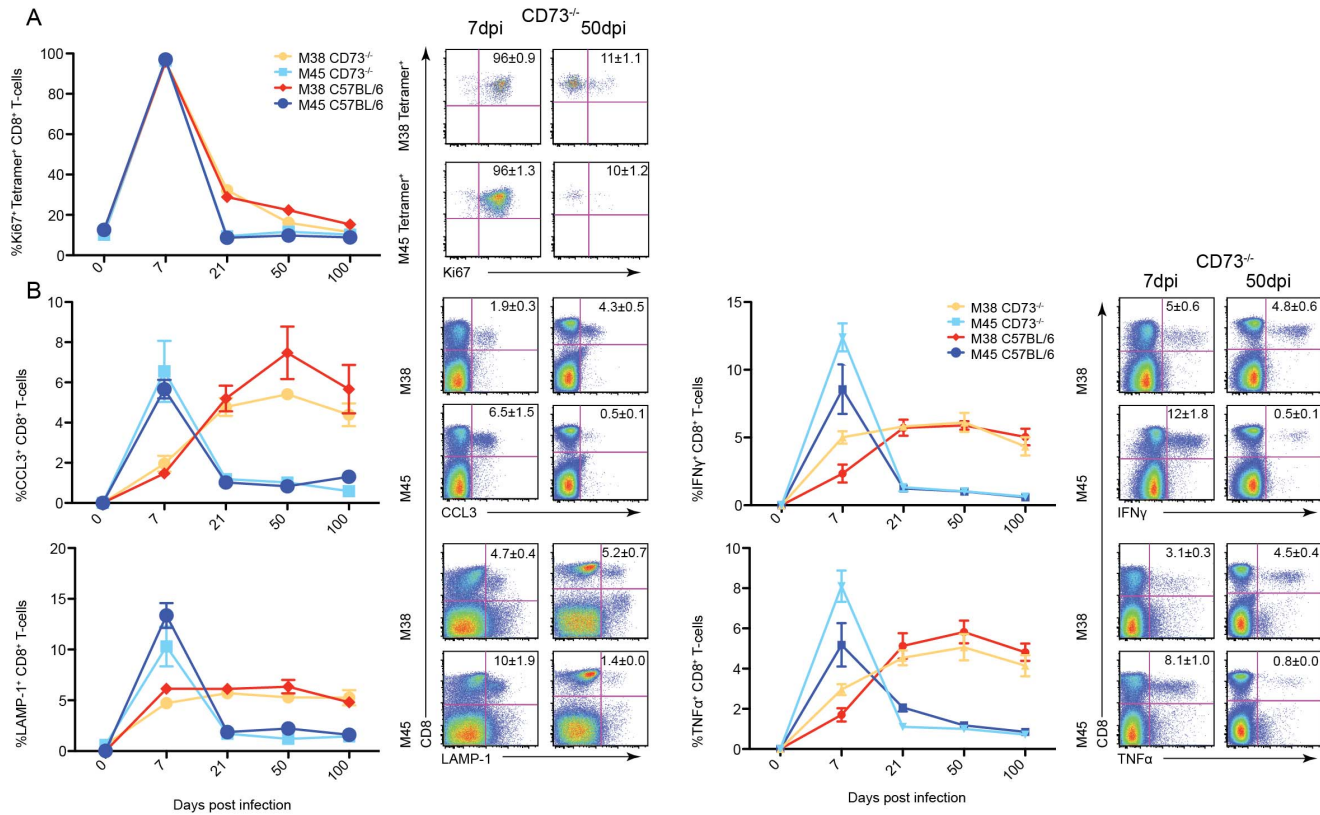 A
CD73-/-
7dpi 50dpi
%Ki67+ Tetramer+ CD8+ T-cells
100
80
60
40
20
0
0 7 21 50 100
M38 CD73-/-
M45 CD73-/-
M38 C57BL/6
M45 C57BL/6
M38 Tetramer+
96±0.9 11±1.1
M45 Tetramer+
96±1.3 10±1.2
Ki67
B
%CCL3+ CD8+ T-cells
10
8
6
4
2
0
0 7 21 50 100
M38
1.9±0.3 4.3±0.5
M45
6.5±1.5 0.5±0.1
CCL3
%IFNγ+ CD8+ T-cells
15
10
5
0
0 7 21 50 100
M38 CD73-/-
M45 CD73-/-
M38 C57BL/6
M45 C57BL/6
CD73-/-
7dpi 50dpi
M38
5±0.6 4.8±0.6
M45
12±1.8 0.5±0.1
IFNγ
%LAMP-1+ CD8+ T-cells
20
15
10
5
0
0 7 21 50 100
Days post infection
M38
4.7±0.4 5.2±0.7
M45
10±1.9 1.4±0.0
CD8
LAMP-1
%TNFα+ CD8+ T-cells
10
8
6
4
2
0
0 7 21 50 100
Days post infection
M38
3.1±0.3 4.5±0.4
M45
8.1±1.0 0.8±0.0
CD8
TNFα